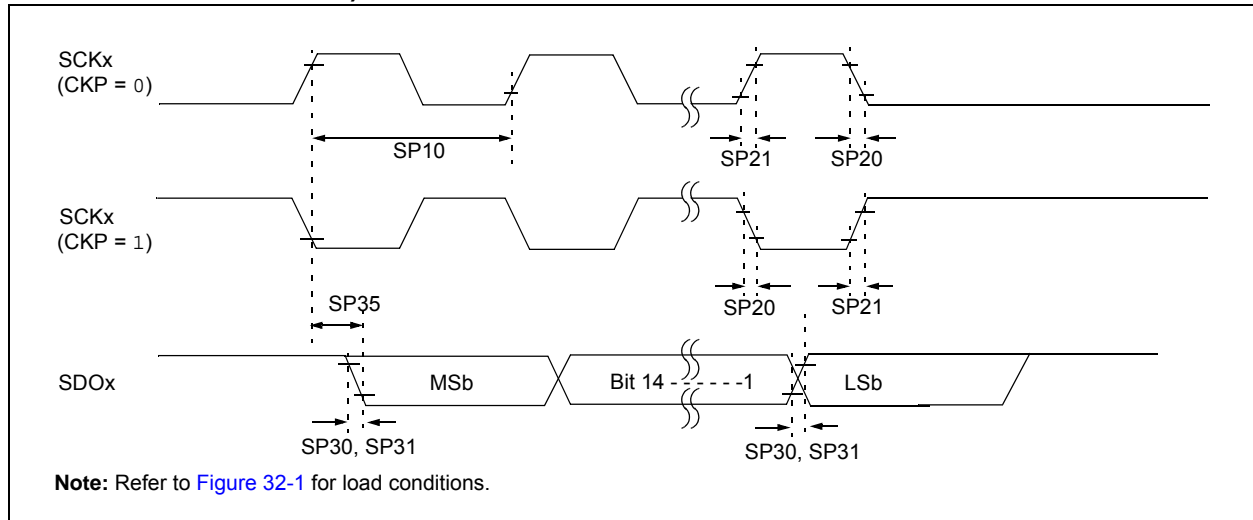 SCKx
(CKP = 0)
SP10
SP21
SP20
SCKx
(CKP = 1)
SP35
SP20
SP21
SDOx
MSb
Bit 14 - - - - - -1
LSb
SP30, SP31
SP30, SP31
Note: Refer to Figure 32-1 for load conditions.